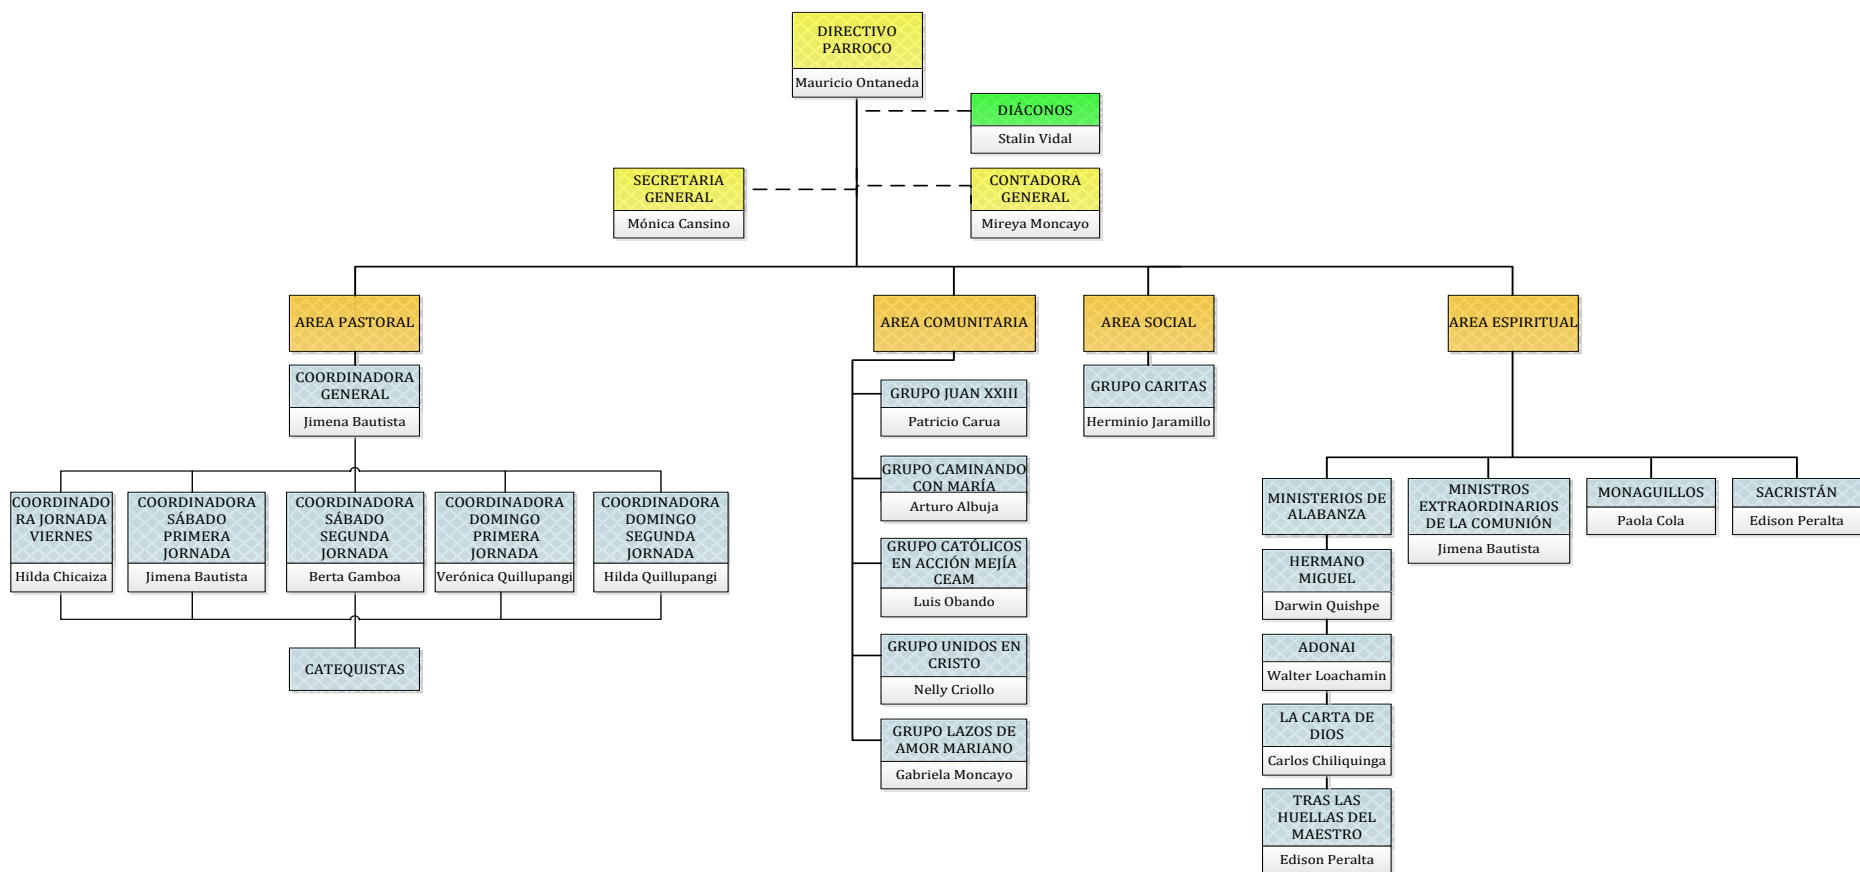 DIRECTIVO
PARROCO
Mauricio Ontaneda
DIÁCONOS
Stalin Vidal
SECRETARIA
GENERAL
Mónica Cansino
CONTADORA
GENERAL
Mireya Moncayo
AREA PASTORAL
AREA COMUNITARIA
AREA SOCIAL
AREA ESPIRITUAL
COORDINADORA
GENERAL
Jimena Bautista
COORDINADO
RA JORNADA
VIERNES
Hilda Chicaiza
COORDINADORA
SÁBADO
PRIMERA
JORNADA
Jimena Bautista
COORDINADORA
SÁBADO
SEGUNDA
JORNADA
Berta Gamboa
COORDINADORA
DOMINGO
PRIMERA
JORNADA
Verónica Quillupangi
COORDINADORA
DOMINGO
SEGUNDA
JORNADA
Hilda Quillupangi
CATEQUISTAS
GRUPO JUAN XXIII
Patricio Carua
GRUPO CAMINANDO
CON MARÍA
Arturo Albuja
GRUPO CATÓLICOS
EN ACCIÓN MEJÍA
CEAM
Luis Obando
GRUPO UNIDOS EN
CRISTO
Nelly Criollo
GRUPO LAZOS DE
AMOR MARIANO
Gabriela Moncayo
GRUPO CARITAS
Herminio Jaramillo
MINISTERIOS DE
ALABANZA
HERMANO
MIGUEL
Darwin Quishpe
ADONAI
Walter Loachamin
LA CARTA DE
DIOS
Carlos Chiliquinga
TRAS LAS
HUELLAS DEL
MAESTRO
Edison Peralta
MINISTROS
EXTRAORDINARIOS
DE LA COMUNIÓN
Jimena Bautista
MONAGUILLOS
Paola Cola
SACRISTÁN
Edison Peralta